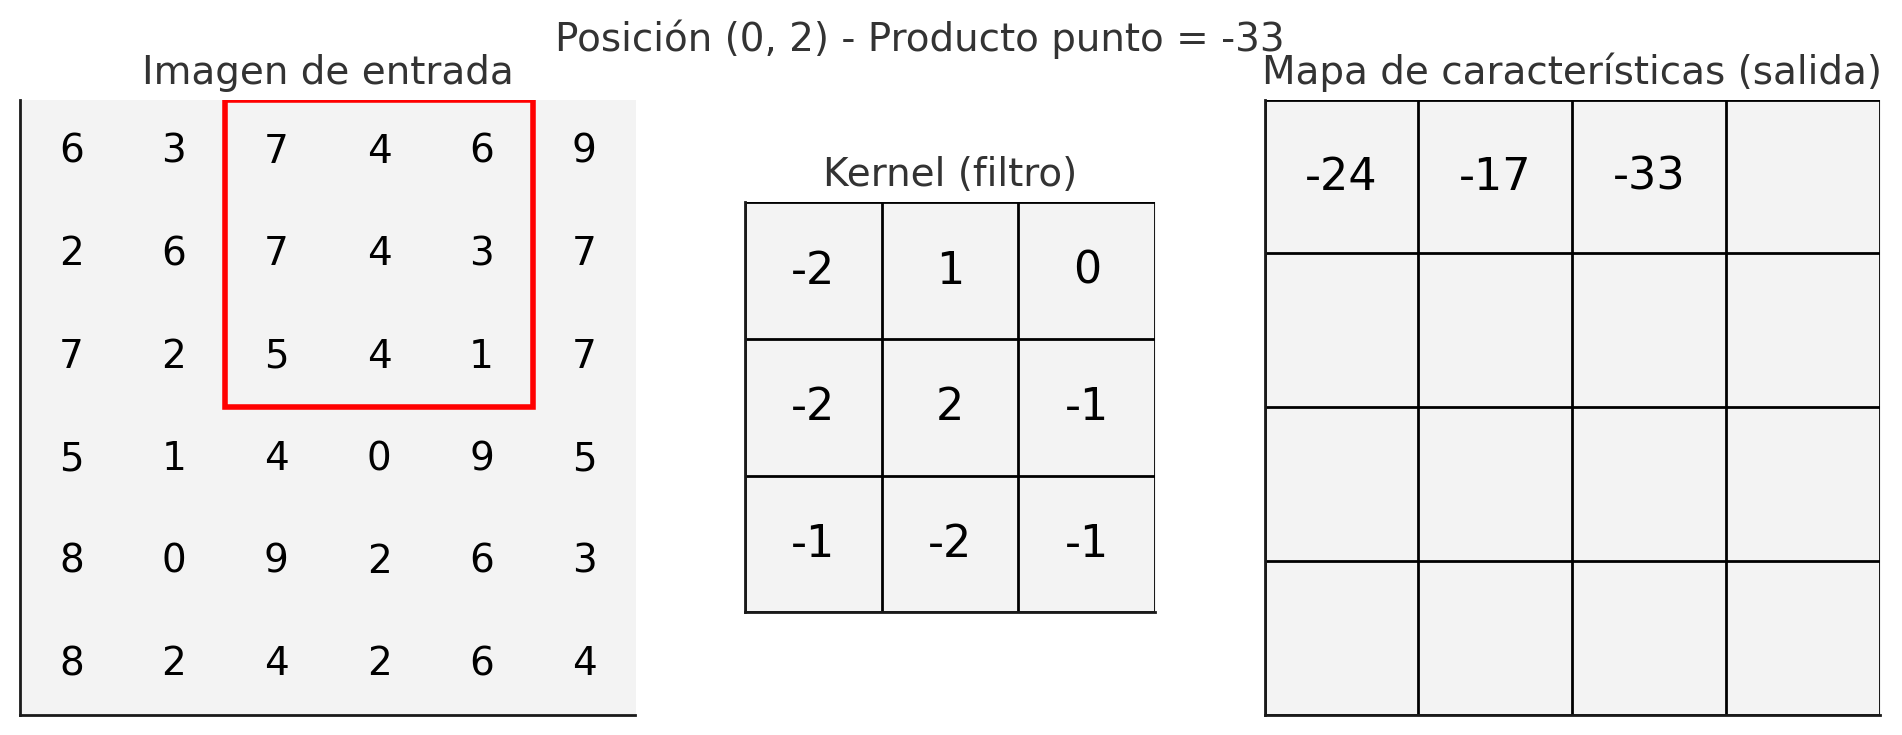 Posición (0, 2) - Producto punto = -33
Imagen de entrada
6 3 7 4 6 9
2 6 7 4 3 7
7 2 5 4 1 7
5 1 4 0 9 5
8 0 9 2 6 3
8 2 4 2 6 4
Kernel (filtro)
-2 1 0
-2 2 -1
-1 -2 -1
Mapa de características (salida)
-24 -17 -33